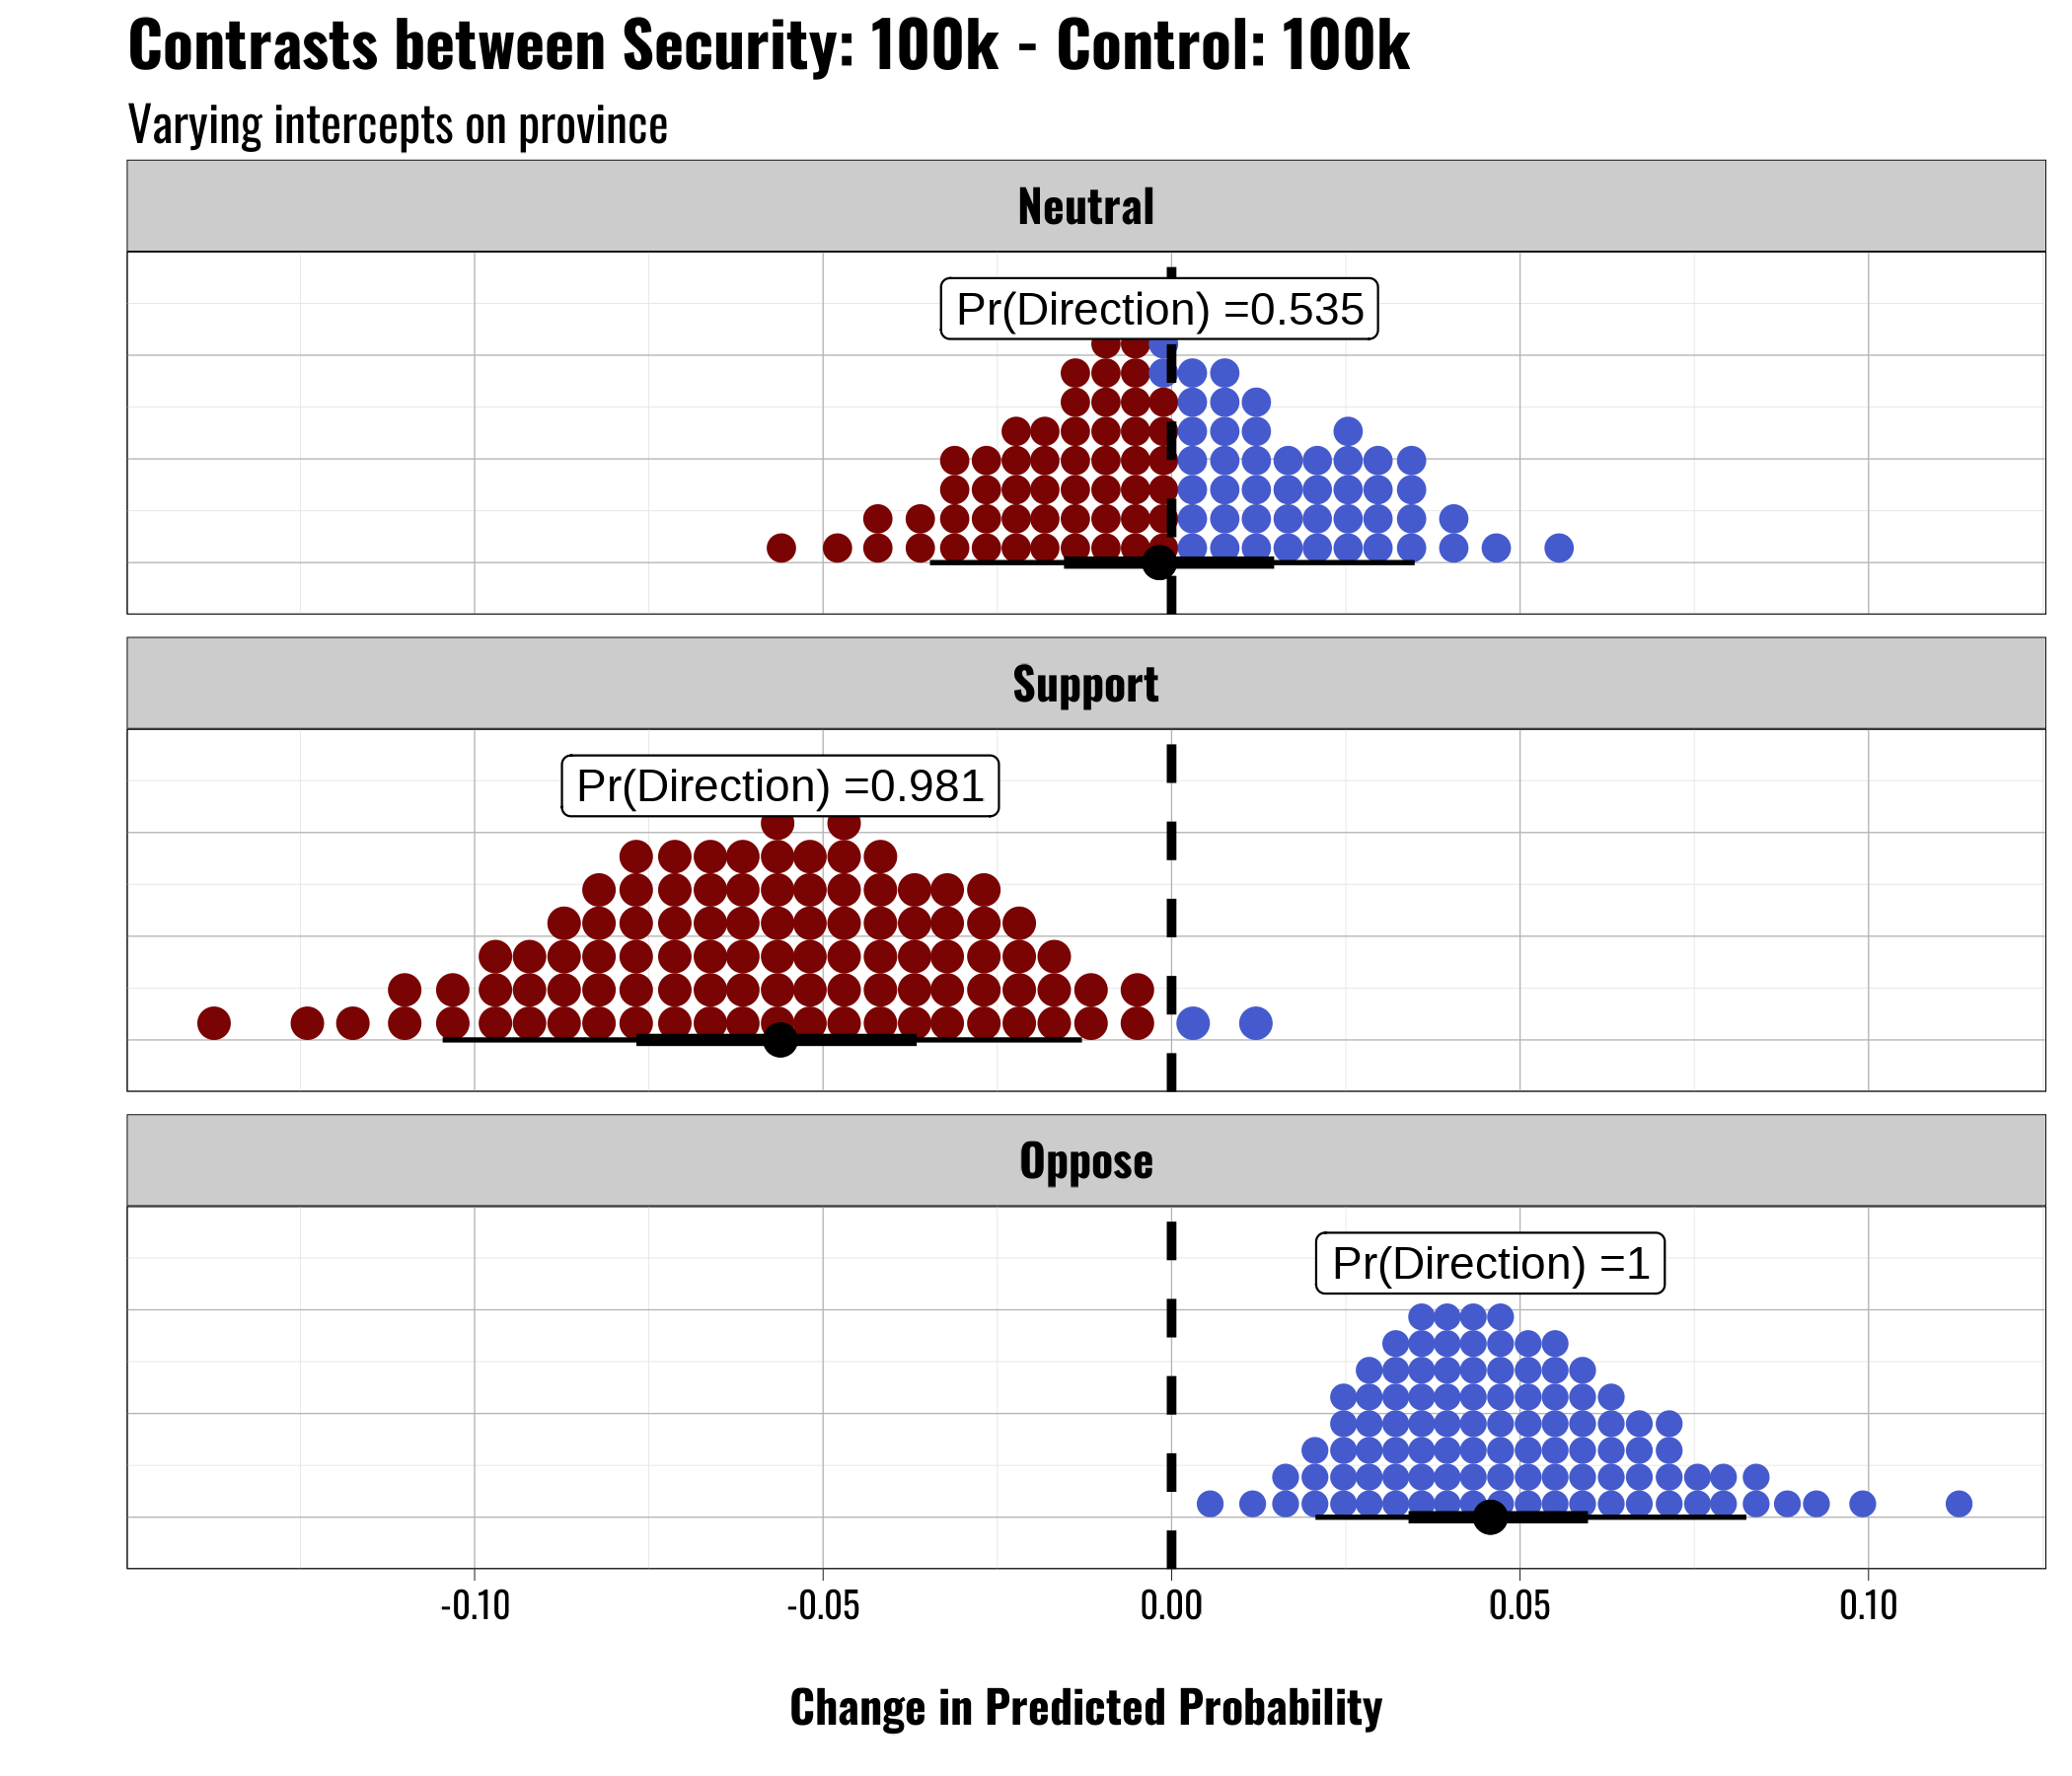 Contrasts between Security: 100k - Control: 100k
Varying intercepts on province
Neutral
Pr(Direction) =0.535
Support
Pr(Direction) =0.981
Oppose
Pr(Direction) =1
-0.10 -0.05 0.00 0.05 0.10
Change in Predicted Probability